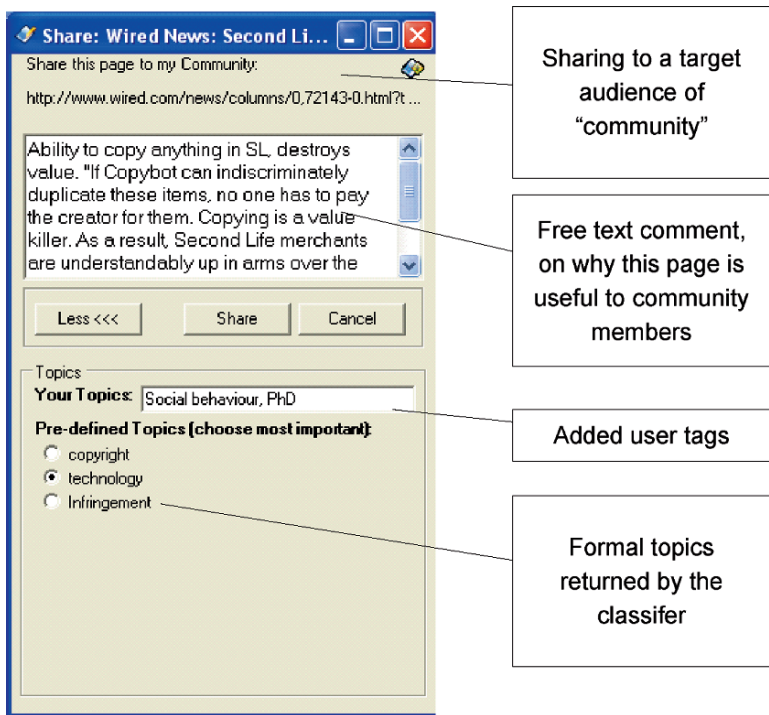 Share: Wired News: Second Li...
Share this page to my Community:
http://www.wired.com/news/columns/0,72143-0.html?t ...
Ability to copy anything in SL, destroys
value. "If Copybot can indiscriminately
duplicate these items, no one has to pay
the creator for them. Copying is a value
killer. As a result, Second Life merchants
are understandably up in arms over the
Less <<<
Share
Cancel
Topics
Your Topics:
Social behaviour, PhD
Pre-defined Topics (choose most important):
copyright
technology
Infringement
Sharing to a target
audience of
“community”
Free text comment,
on why this page is
useful to community
members
Added user tags
Formal topics
returned by the
classifer